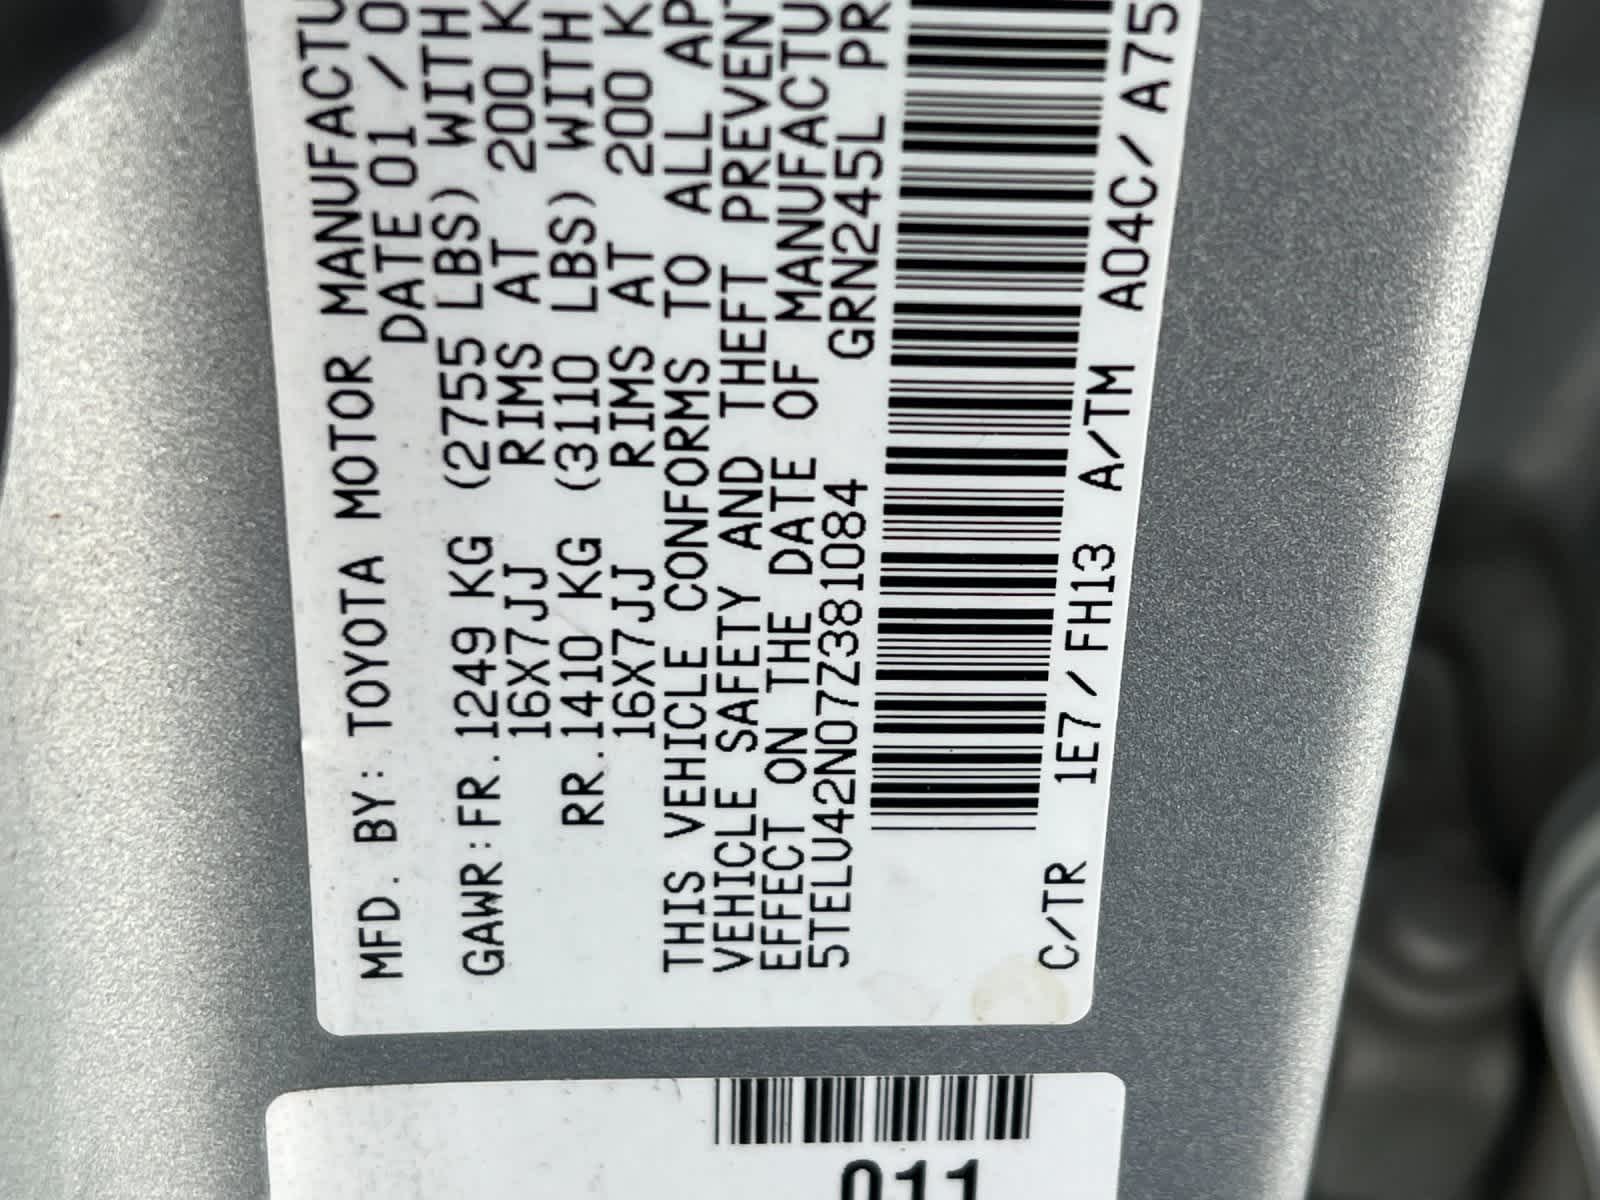 MFD. BY: TOYOTA MOTOR MANUFACTU
DATE 01 / 0
GAWR: FR. 1249 KG (2755 LBS) WITH
16X7JJ RIMS AT 200 K
RR. 1410 KG (3110 LBS) WITH
16X7JJ RIMS AT 200 K
THIS VEHICLE CONFORMS TO ALL AP
VEHICLE SAFETY AND THEFT PREVENT
EFFECT ON THE DATE OF MANUFACTU
5TELU42N07Z381084 GRN245L PR
C/TR 1E7 / FH13 A/TM A04C/ A75
011